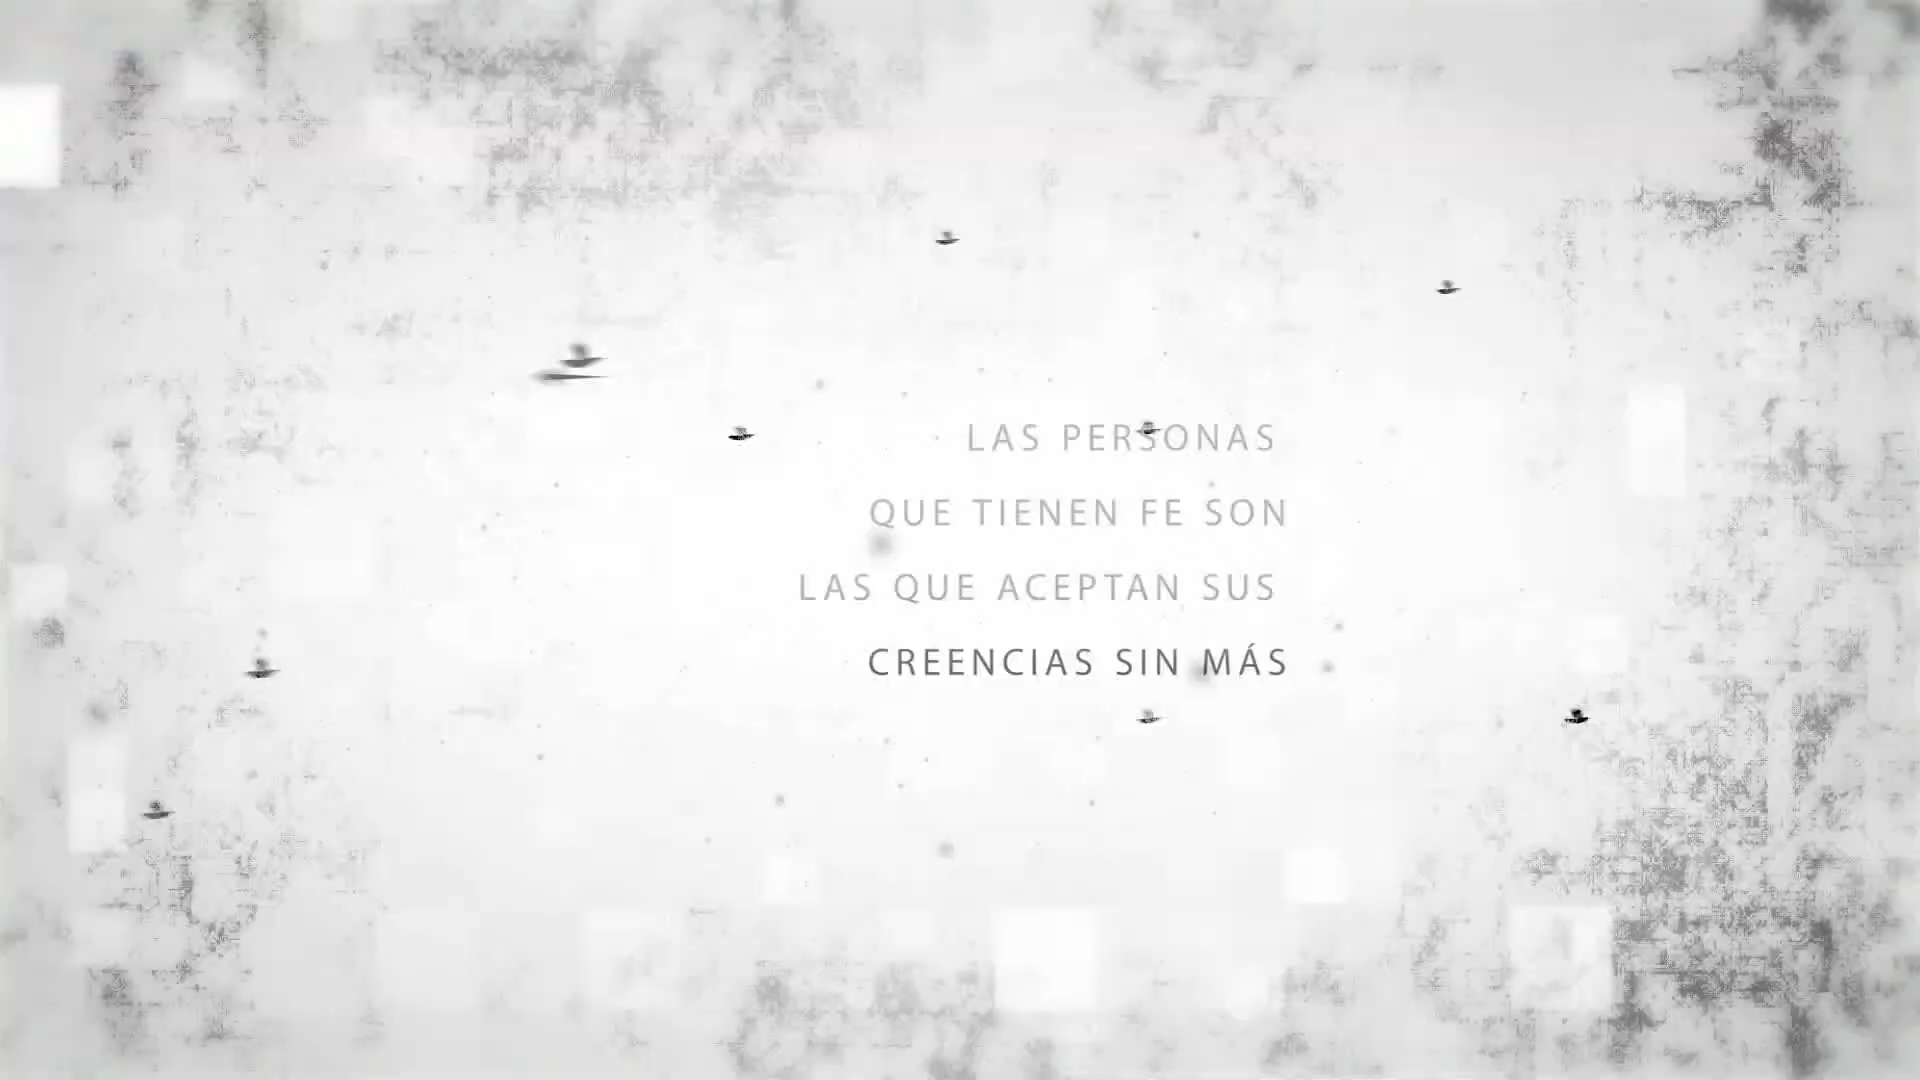 LAS PERSONAS
QUE TIENEN FE SON
LAS QUE ACEPTAN SUS
CREENCIAS SIN MÁS